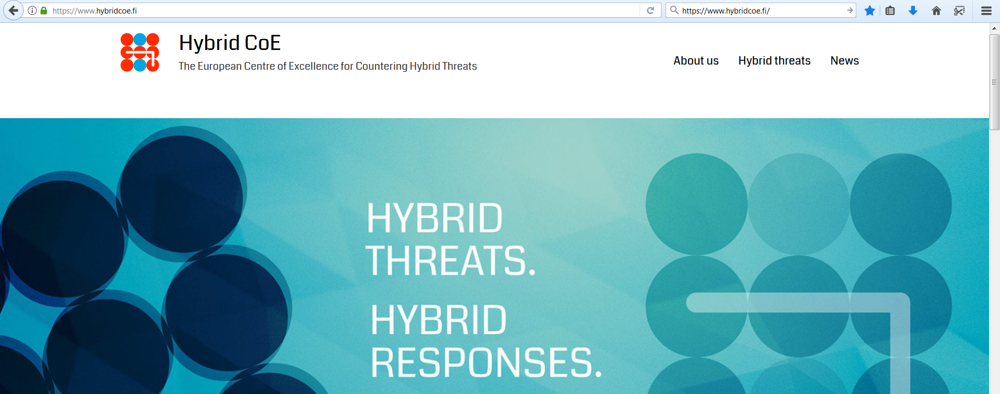 https://www.hybridcoe.fi
https://www.hybridcoe.fi/
Hybrid CoE
The European Centre of Excellence for Countering Hybrid Threats
About us
Hybrid threats
News
HYBRID
THREATS.
HYBRID
RESPONSES.